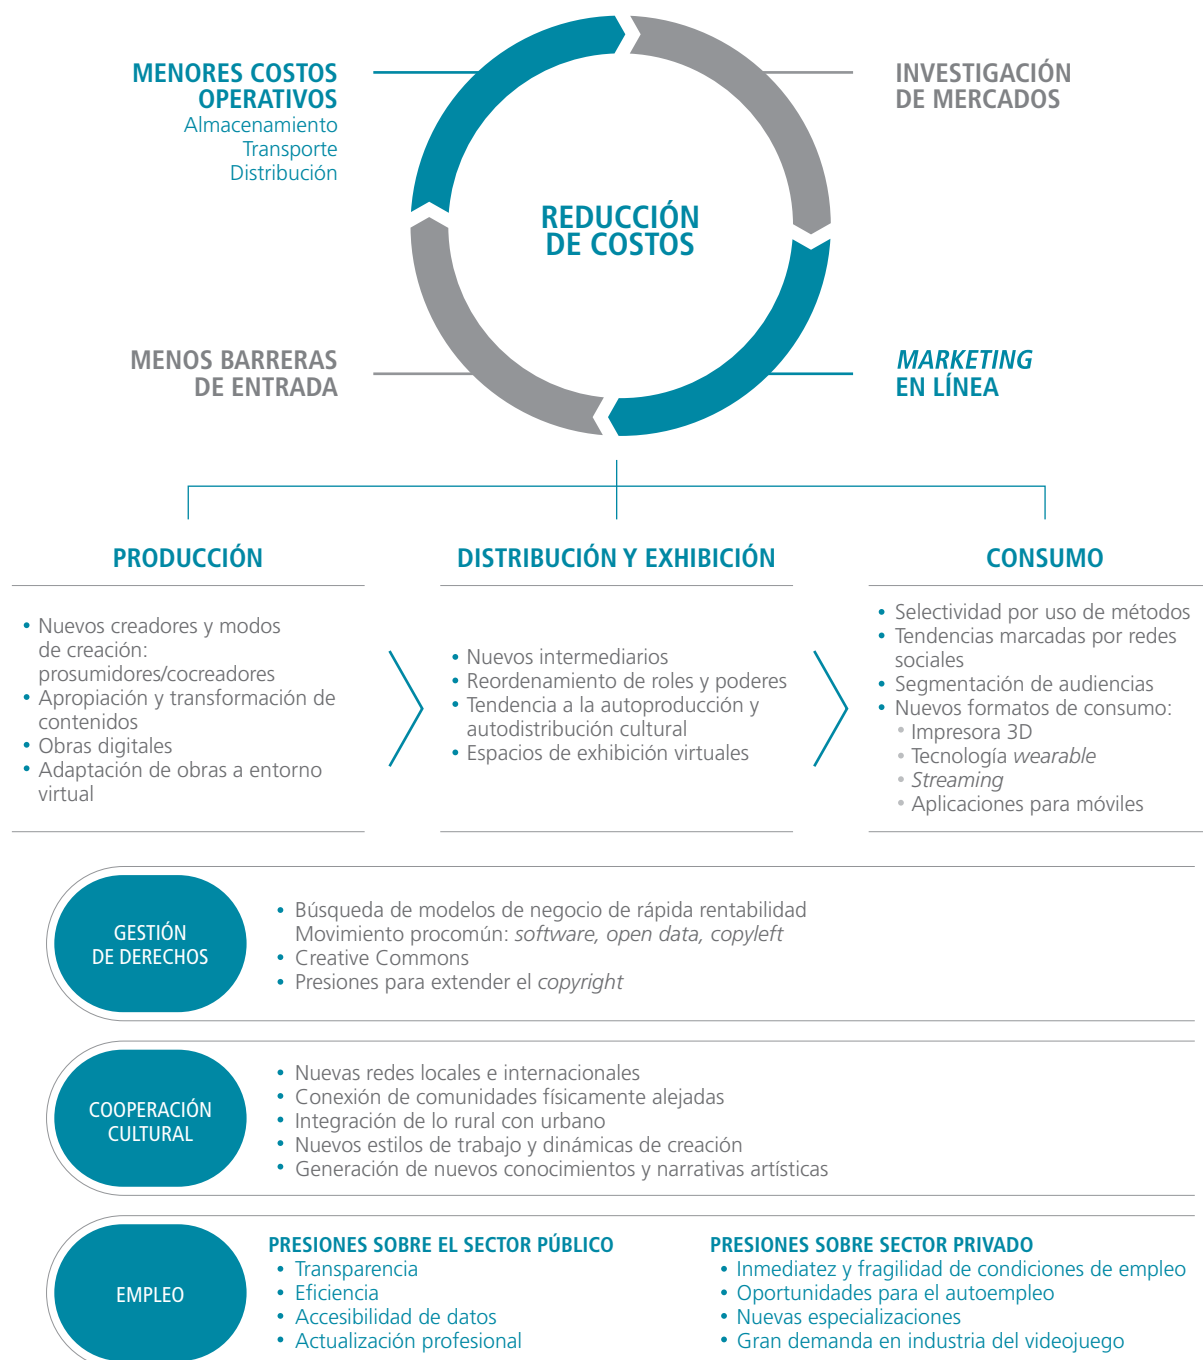 MENORES COSTOS
OPERATIVOS
Almacenamiento
Transporte
Distribución
INVESTIGACIÓN
DE MERCADOS
REDUCCIÓN
DE COSTOS
MENOS BARRERAS
DE ENTRADA
MARKETING
EN LÍNEA
PRODUCCIÓN
• Nuevos creadores y modos
de creación:
prosumidores/cocreadores
• Apropiación y transformación de
contenidos
• Obras digitales
• Adaptación de obras a entorno
virtual
DISTRIBUCIÓN Y EXHIBICIÓN
• Nuevos intermediarios
• Reordenamiento de roles y poderes
• Tendencia a la autoproducción y
autodistribución cultural
• Espacios de exhibición virtuales
CONSUMO
• Selectividad por uso de métodos
• Tendencias marcadas por redes
sociales
• Segmentación de audiencias
• Nuevos formatos de consumo:
• Impresora 3D
• Tecnología wearable
• Streaming
• Aplicaciones para móviles
GESTIÓN
DE DERECHOS
• Búsqueda de modelos de negocio de rápida rentabilidad
Movimiento procomún: software, open data, copyleft
• Creative Commons
• Presiones para extender el copyright
COOPERACIÓN
CULTURAL
• Nuevas redes locales e internacionales
• Conexión de comunidades físicamente alejadas
• Integración de lo rural con urbano
• Nuevos estilos de trabajo y dinámicas de creación
• Generación de nuevos conocimientos y narrativas artísticas
EMPLEO
PRESIONES SOBRE EL SECTOR PÚBLICO
• Transparencia
• Eficiencia
• Accesibilidad de datos
• Actualización profesional
PRESIONES SOBRE SECTOR PRIVADO
• Inmediatez y fragilidad de condiciones de empleo
• Oportunidades para el autoempleo
• Nuevas especializaciones
• Gran demanda en industria del videojuego